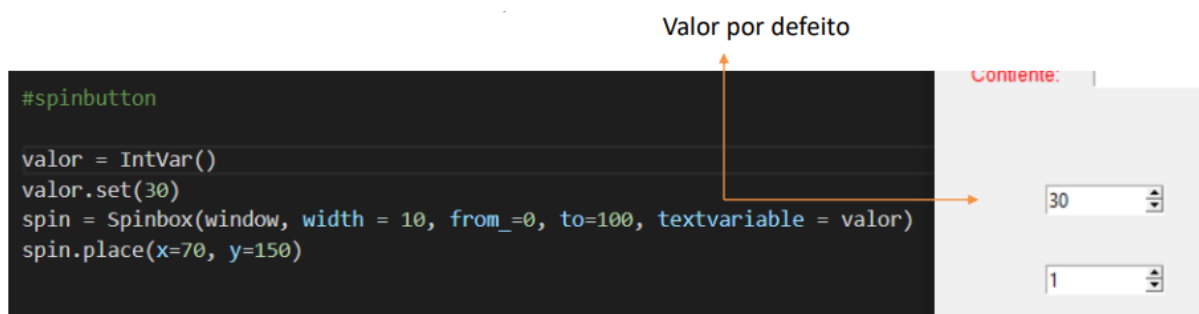 Valor por defeito
Contiente:
#spinbutton
valor = IntVar()
valor.set(30)
spin = Spinbox(window, width = 10, from_=0, to=100, textvariable = valor)
spin.place(x=70, y=150)
30
1